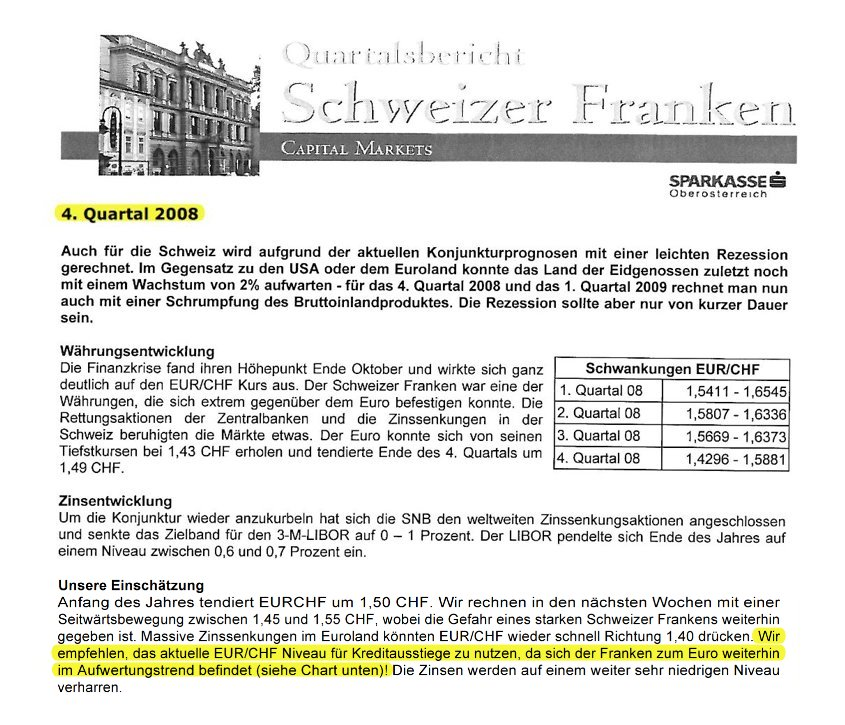 Quartalsbericht
Schweizer Franken
CAPITAL MARKETS
SPARKASSE
Oberösterreich
4. Quartal 2008
Auch für die Schweiz wird aufgrund der aktuellen Konjunkturprognosen mit einer leichten Rezession
gerechnet. Im Gegensatz zu den USA oder dem Euroland konnte das Land der Eidgenossen zuletzt noch
mit einem Wachstum von 2% aufwarten - für das 4. Quartal 2008 und das 1. Quartal 2009 rechnet man nun
auch mit einer Schrumpfung des Bruttoinlandproduktes. Die Rezession sollte aber nur von kurzer Dauer
sein.
Währungsentwicklung
Die Finanzkrise fand ihren Höhepunkt Ende Oktober und wirkte sich ganz
deutlich auf den EUR/CHF Kurs aus. Der Schweizer Franken war eine der
Währungen, die sich extrem gegenüber dem Euro befestigen konnte. Die
Rettungsaktionen der Zentralbanken und die Zinssenkungen in der
Schweiz beruhigten die Märkte etwas. Der Euro konnte sich von seinen
Tiefstkursen bei 1,43 CHF erholen und tendierte Ende des 4. Quartals um
1,49 CHF.
Schwankungen EUR/CHF
1. Quartal 08 1,5411 - 1,6545
2. Quartal 08 1,5807 - 1,6336
3. Quartal 08 1,5669 - 1,6373
4. Quartal 08 1,4296 - 1,5881
Zinsentwicklung
Um die Konjunktur wieder anzukurbeln hat sich die SNB den weltweiten Zinssenkungsaktionen angeschlossen
und senkte das Zielband für den 3-M-LIBOR auf 0 – 1 Prozent. Der LIBOR pendelte sich Ende des Jahres auf
einem Niveau zwischen 0,6 und 0,7 Prozent ein.
Unsere Einschätzung
Anfang des Jahres tendiert EURCHF um 1,50 CHF. Wir rechnen in den nächsten Wochen mit einer
Seitwärtsbewegung zwischen 1,45 und 1,55 CHF, wobei die Gefahr eines starken Schweizer Frankens weiterhin
gegeben ist. Massive Zinssenkungen im Euroland könnten EUR/CHF wieder schnell Richtung 1,40 drücken. Wir
empfehlen, das aktuelle EUR/CHF Niveau für Kreditausstiege zu nutzen, da sich der Franken zum Euro weiterhin
im Aufwertungstrend befindet (siehe Chart unten)! Die Zinsen werden auf einem weiter sehr niedrigen Niveau
verharren.